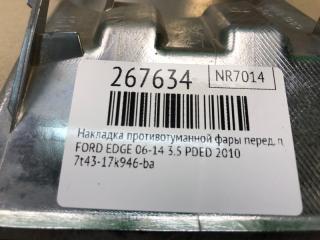 267634
NR7014
Накладка противотуманной фары перед. п
FORD EDGE 06-14 3.5 PDED 2010
7t43-17k946-ba